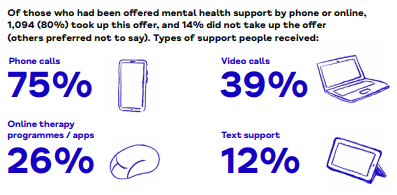 Of those who had been offered mental health support by phone or online,
1,094 (80%) took up this offer, and 14% did not take up the offer
(others preferred not to say). Types of support people received:
Phone calls
75%
Video calls
39%
Online therapy
programmes / apps
26%
Text support
12%